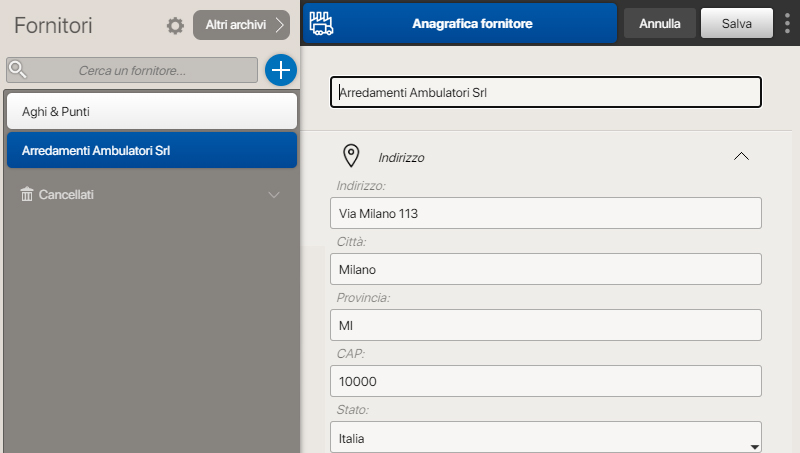 Fornitori
Altri archivi
Cerca un fornitore...
Aghi & Punti
Arredamenti Ambulatori Srl
Cancellati
Anagrafica fornitore
Annulla
Salva
Arredamenti Ambulatori Srl
Indirizzo
Indirizzo:
Via Milano 113
Città:
Milano
Provincia:
MI
CAP:
10000
Stato:
Italia